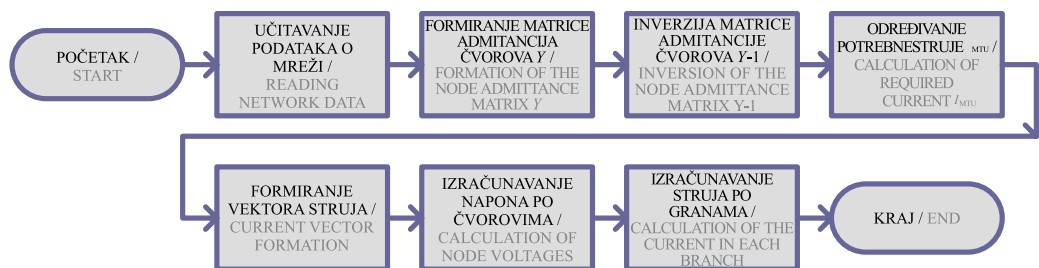 POČETAK /
START
UČITAVANJE
PODATAKA O
MREŽI /
READING
NETWORK DATA
FORMIRANJE MATRICE
ADMITANCIJA
ČVOROVA Y /
FORMATION OF THE
NODE ADMITTANCE
MATRIX Y
INVERZIJA MATRICE
ADMITANCIJE
ČVOROVA Y-1 /
INVERSION OF THE
NODE ADMITTANCE
MATRIX Y-1
ODREĐIVANJE
POTREBNESTRUJE MTU /
CALCULATION OF
REQUIRED
CURRENT IMTU
FORMIRANJE
VEKTORA STRUJA /
CURRENT VECTOR
FORMATION
IZRAČUNAVANJE
NAPONA PO
ČVOROVIMA /
CALCULATION OF
NODE VOLTAGES
IZRAČUNAVANJE
STRUJA PO
GRANAMA /
CALCULATION OF THE
CURRENT IN EACH
BRANCH
KRAJ / END